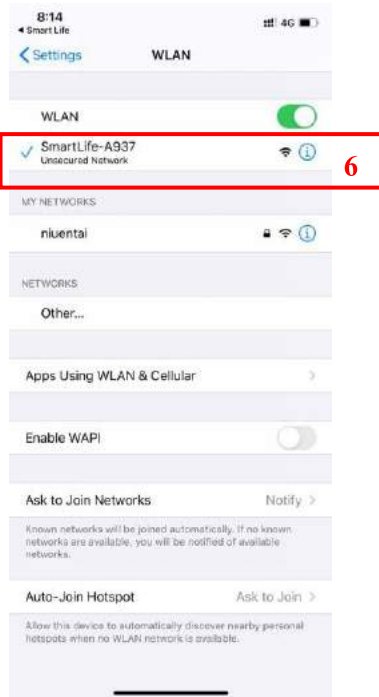 8:14
4G
Smart Life
Settings
WLAN
WLAN
SmartLife-A937
Unsecured Network
6
MY NETWORKS
niuentai
NETWORKS
Other...
Apps Using WLAN & Cellular
Enable WAPI
Ask to Join Networks
Notify
Known networks will be joined automatically. If no known
networks are available, you will be notified of available
networks.
Auto-Join Hotspot
Ask to Join
Allow this device to automatically discover nearby personal
hotspots when no WLAN network is available.